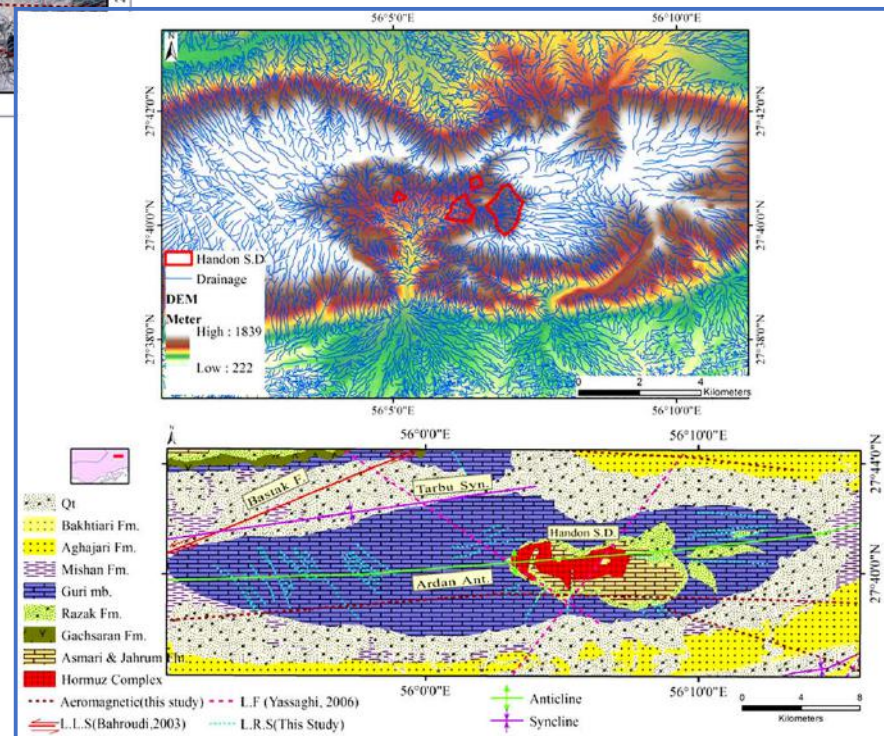 56°5'0"E 56°10'0"E
N
27°42'0"N 27°42'0"N
27°40'0"N 27°40'0"N
27°38'0"N 27°38'0"N
Handon S.D
Drainage
DEM
Meter
High : 1839
Low : 222
0 2 4
Kilometers
56°5'0"E 56°10'0"E
56°0'0"E 56°10'0"E
27°44'0"N
27°40'0"N
Bastak F.
Tarbu Syn.
Handon S.D.
Ardan Ant.
Qt
Bakhtiari Fm.
Aghajari Fm.
Mishan Fm.
Guri mb.
Razak Fm.
Gachsaran Fm.
Asmari & Jahrum
Hormuz Complex
56°0'0"E 56°10'0"E
Aeromagnetic(this study) L.F (Yassaghi, 2006) Anticline
L.L.S(Bahroudi,2003) L.R.S(This Study) Syncline
0 4 8
Kilometers